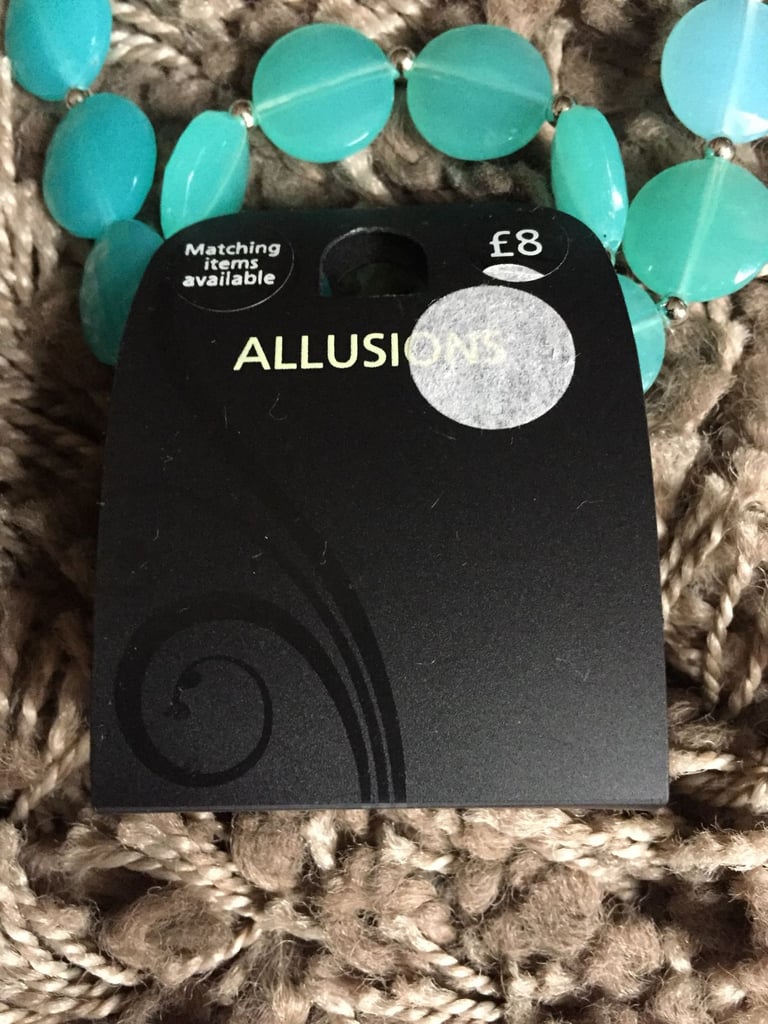 Matching
items
available
£8
ALLUSIONS